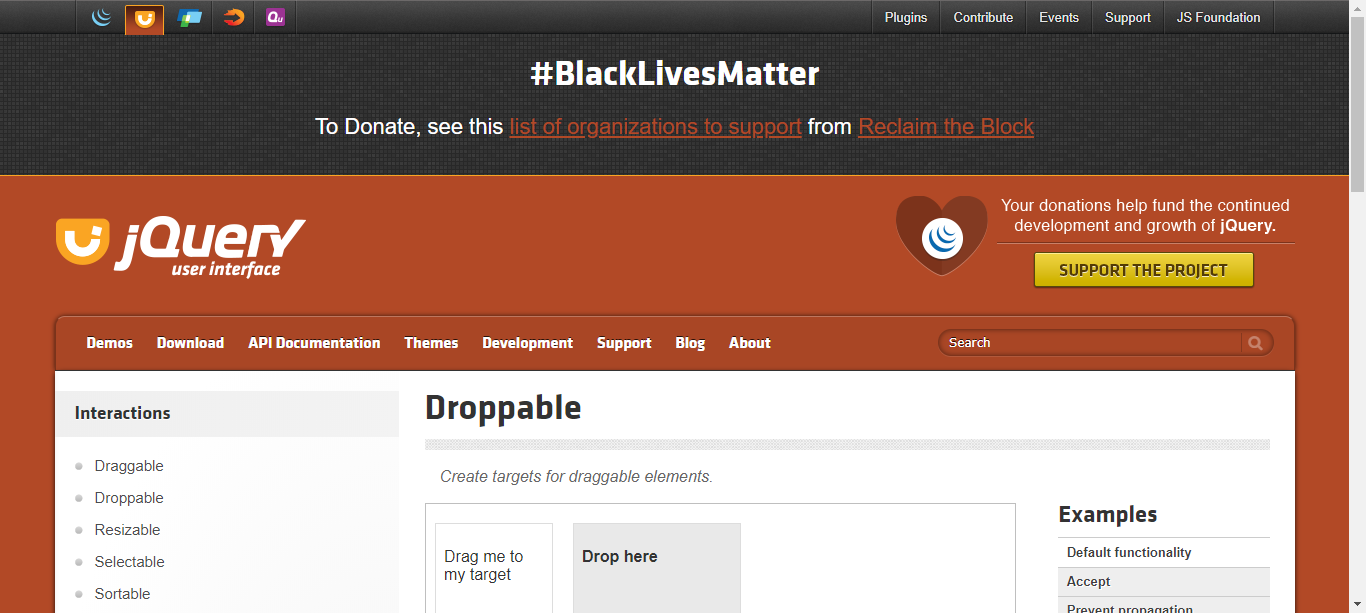 Plugins Contribute Events Support JS Foundation
#BlackLivesMatter
To Donate, see this list of organizations to support from Reclaim the Block
jQuery
user interface
Your donations help fund the continued
development and growth of jQuery.
SUPPORT THE PROJECT
Demos Download API Documentation Themes Development Support Blog About Search
Interactions
Draggable
Droppable
Resizable
Selectable
Sortable
Droppable
Create targets for draggable elements.
Drag me to
my target
Drop here
Examples
Default functionality
Accept
Prevent propagation